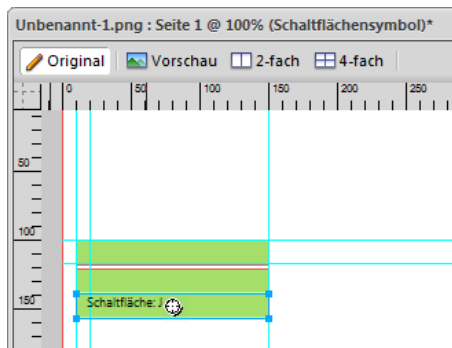 Unbenannt-1.png : Seite 1 @ 100% (Schaltflächensymbol)*
Original Vorschau 2-fach 4-fach
0 50 100 150 200 250
50
100
150
Schaltfläche: J